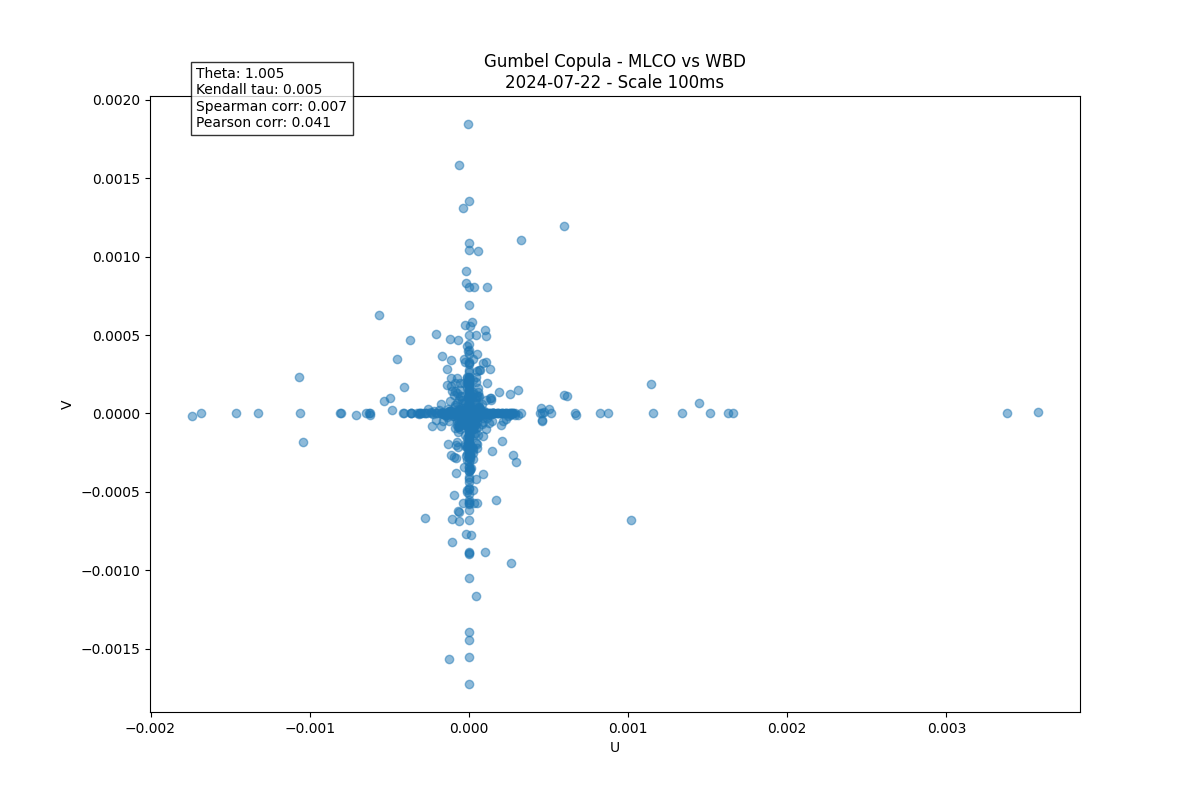 Gumbel Copula - MLCO vs WBD
2024-07-22 - Scale 100ms
Theta: 1.005
Kendall tau: 0.005
Spearman corr: 0.007
Pearson corr: 0.041
0.0020
0.0015
0.0010
0.0005
0.0000
−0.0005
−0.0010
−0.0015
V
−0.002
−0.001
0.000
0.001
0.002
0.003
U